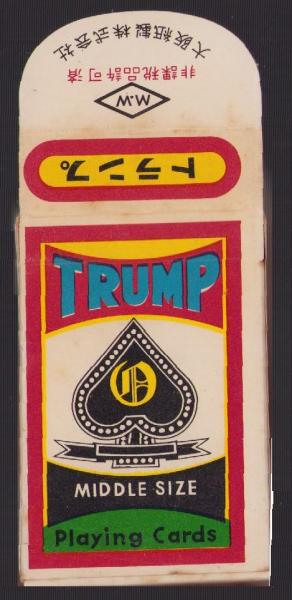 大阪紙製株式会社
非課税品許可済
M.W
トランプ
TRUMP
O
MIDDLE SIZE
Playing Cards